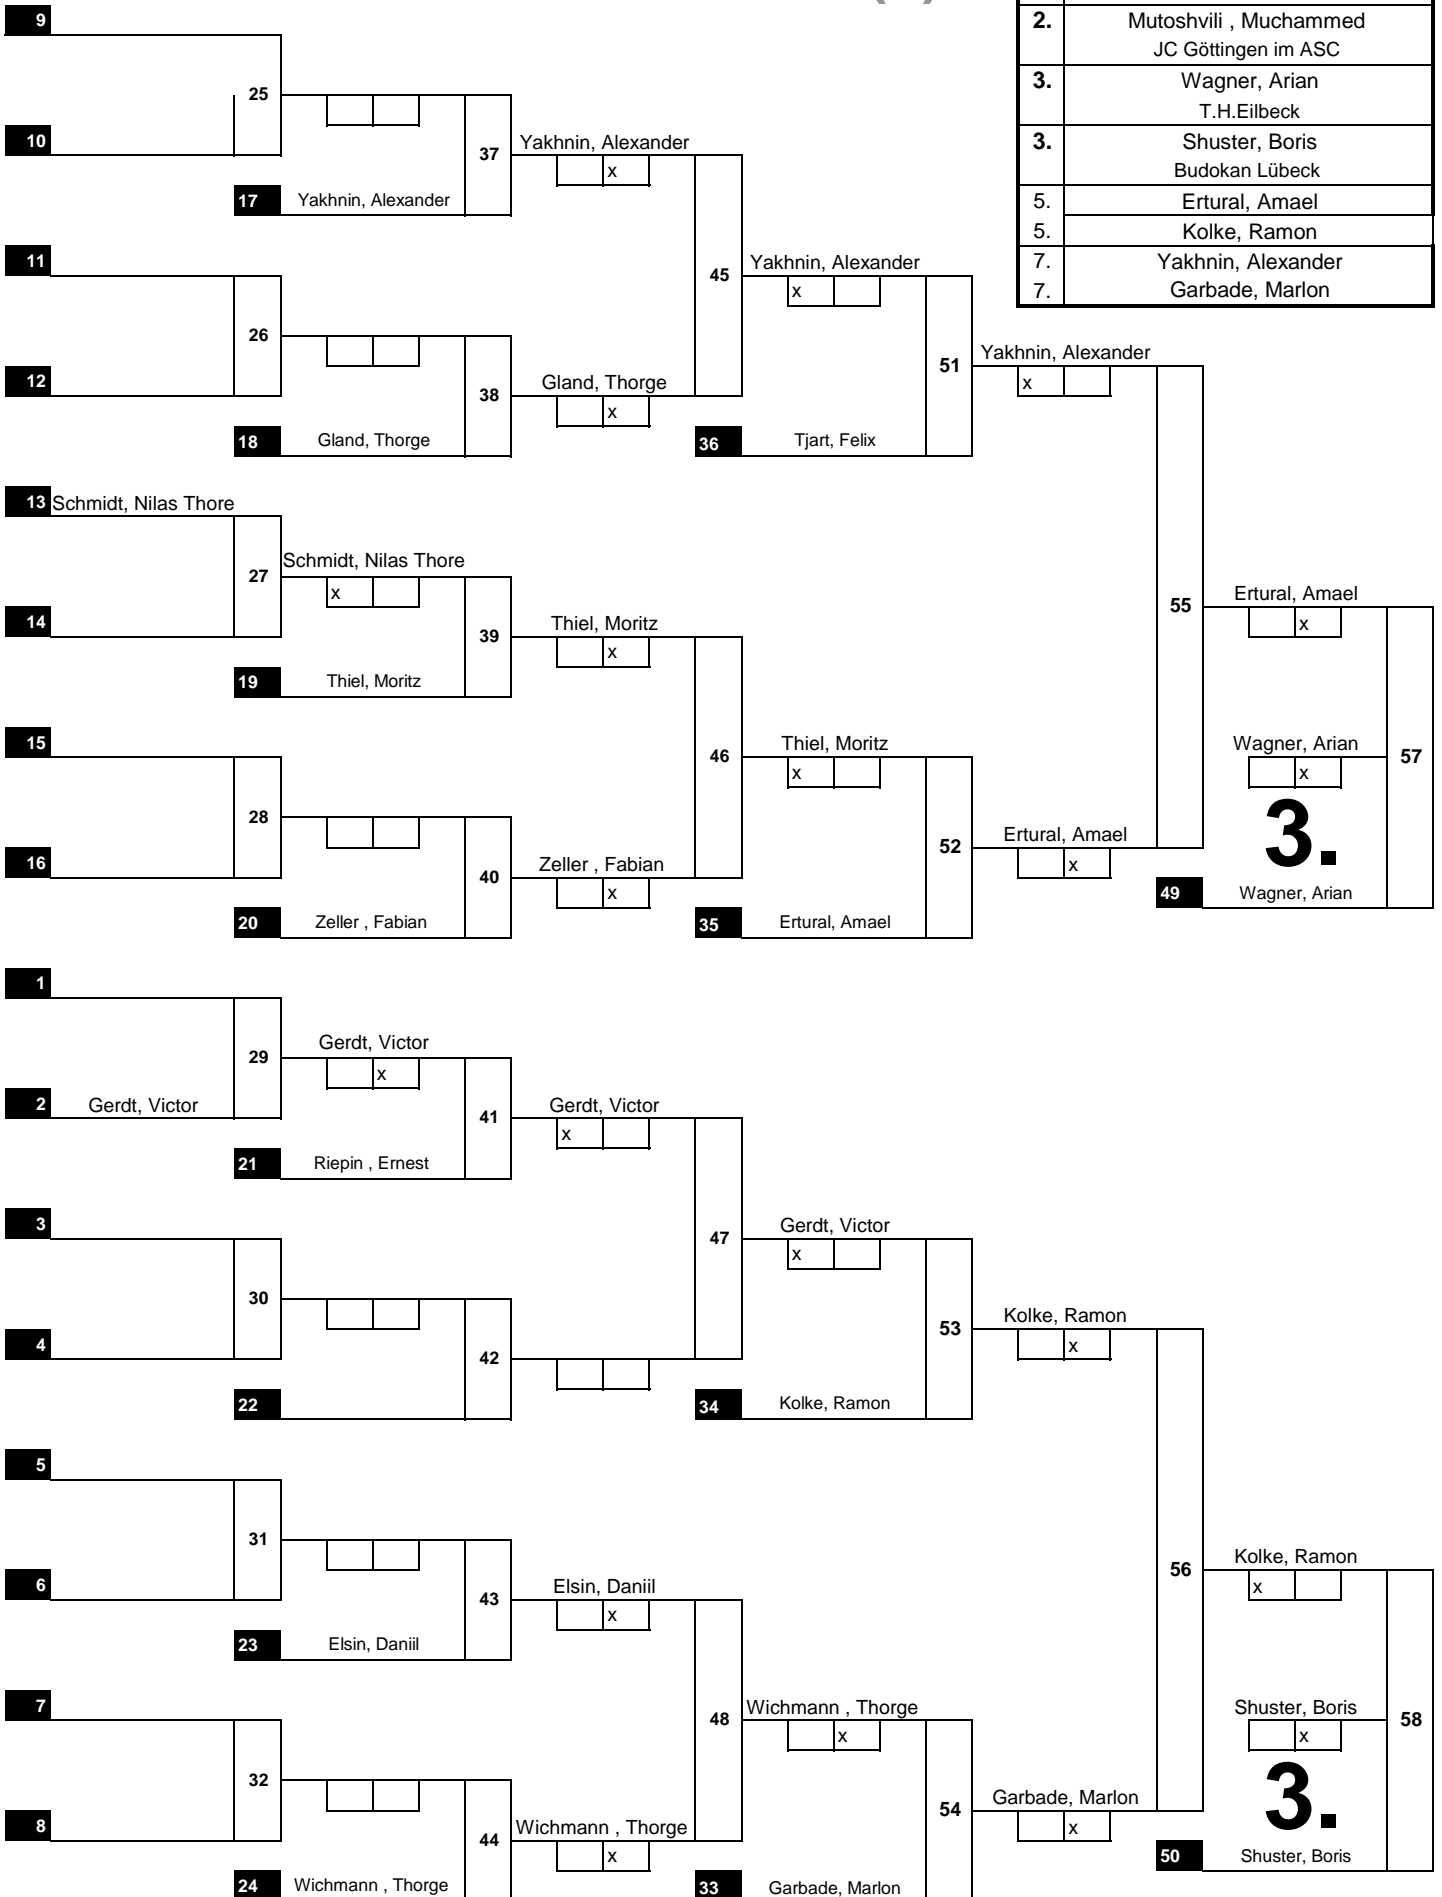 9
2.
Mutoshvili , Muchammed
JC Göttingen im ASC
3.
Wagner, Arian
T.H.Eilbeck
25
10
37
Yakhnin, Alexander
x
3.
Shuster, Boris
Budokan Lübeck
17
Yakhnin, Alexander
5.
Ertural, Amael
5.
Kolke, Ramon
11
45
Yakhnin, Alexander
x
7.
Yakhnin, Alexander
7.
Garbade, Marlon
26
51
Yakhnin, Alexander
x
12
38
Gland, Thorge
x
18
Gland, Thorge
36
Tjart, Felix
13 Schmidt, Nilas Thore
27
Schmidt, Nilas Thore
x
55
Ertural, Amael
x
14
39
Thiel, Moritz
x
19
Thiel, Moritz
15
46
Thiel, Moritz
x
Wagner, Arian
x
57
28
3.
16
40
Zeller , Fabian
x
52
Ertural, Amael
x
49
Wagner, Arian
20
Zeller , Fabian
35
Ertural, Amael
1
29
Gerdt, Victor
x
2
Gerdt, Victor
41
Gerdt, Victor
x
21
Riepin , Ernest
3
47
Gerdt, Victor
x
30
53
Kolke, Ramon
x
4
42
22
34
Kolke, Ramon
5
31
56
Kolke, Ramon
x
6
43
Elsin, Daniil
x
23
Elsin, Daniil
7
48
Wichmann , Thorge
x
Shuster, Boris
x
58
32
3.
8
44
Wichmann , Thorge
x
54
Garbade, Marlon
x
50
Shuster, Boris
24
Wichmann , Thorge
33
Garbade, Marlon